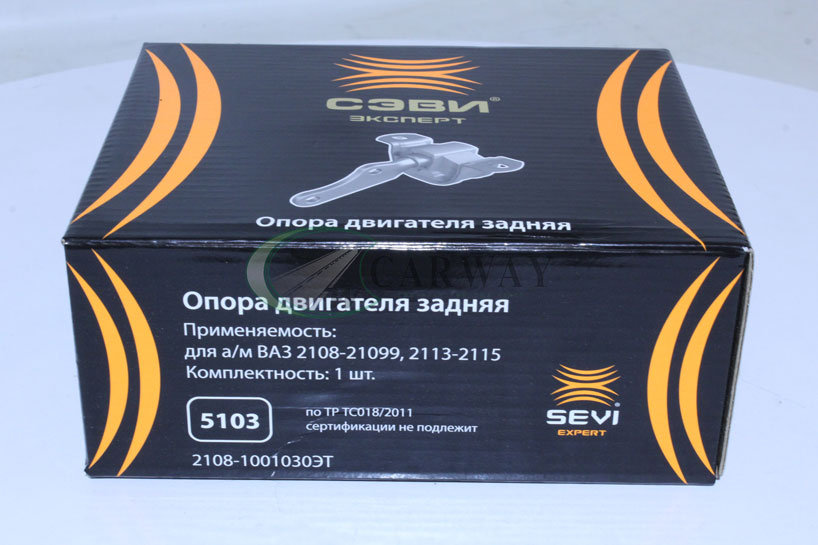 СЭВИ®
ЭКСПЕРТ
Опора двигателя задняя
CARWAY
Опора двигателя задняя
Применяемость:
для а/м ВАЗ 2108-21099, 2113-2115
Комплектность: 1 шт.
5103
по ТР ТС018/2011
сертификации не подлежит
2108-1001030ЭТ
SEVI®
EXPERT